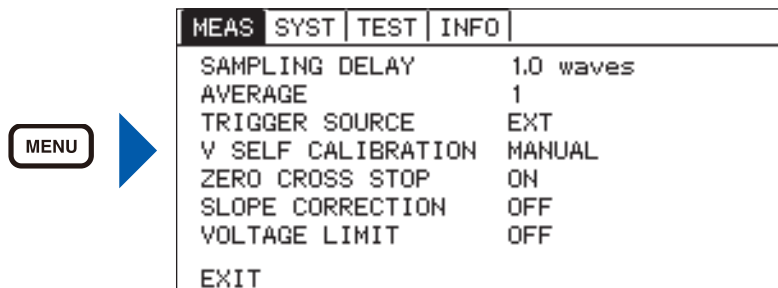 MENU
MEAS SYST TEST INFO
SAMPLING DELAY 1.0 waves
AVERAGE 1
TRIGGER SOURCE EXT
V SELF CALIBRATION MANUAL
ZERO CROSS STOP ON
SLOPE CORRECTION OFF
VOLTAGE LIMIT OFF
EXIT